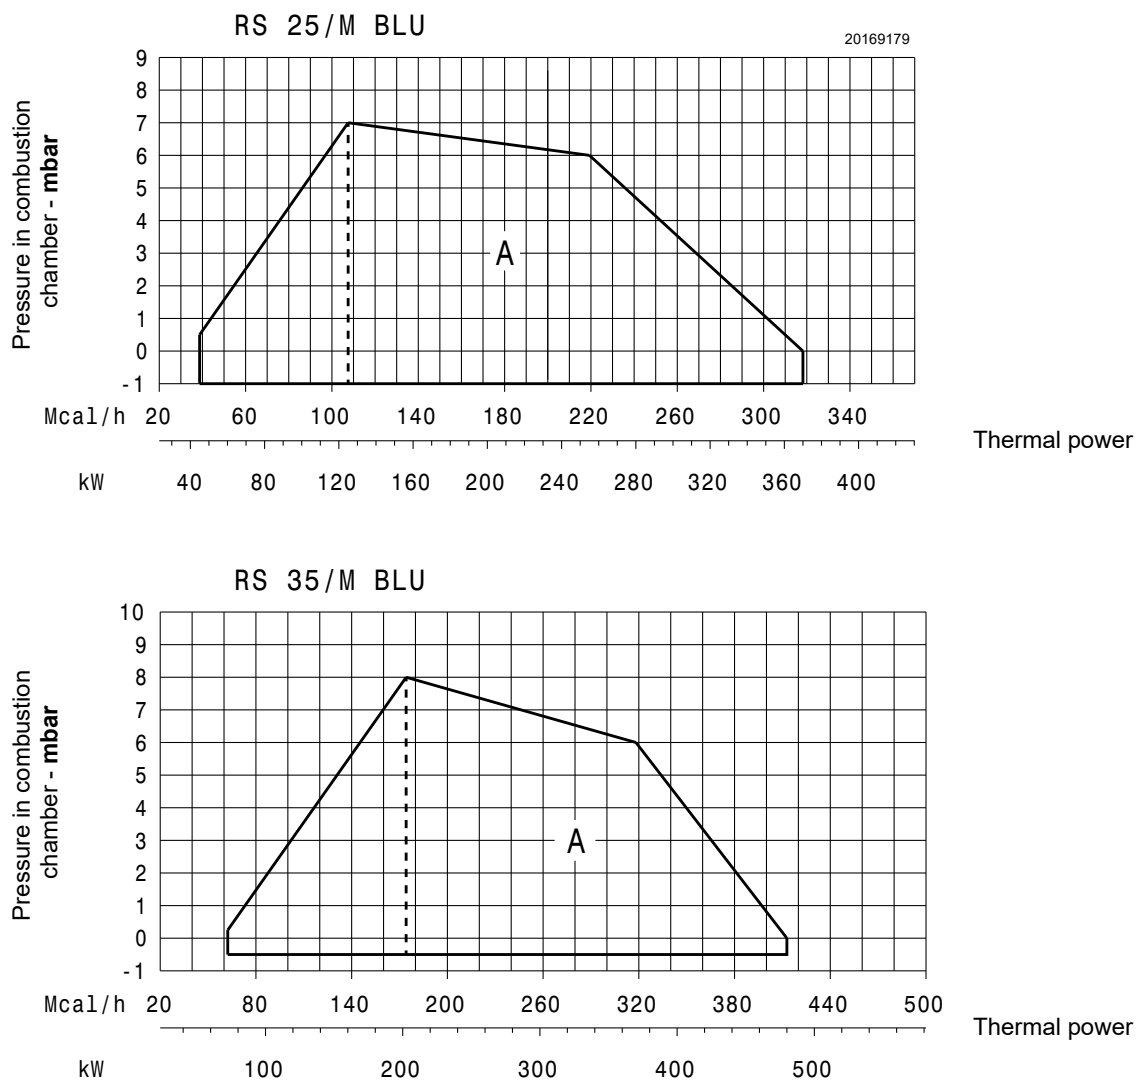 RS 25/M BLU
20169179
9
8
7
6
5
4
3
2
1
0
-1
Pressure in combustion
chamber - mbar
A
Mcal/h 20 60 100 140 180 220 260 300 340
Thermal power
kW 40 80 120 160 200 240 280 320 360 400
RS 35/M BLU
10
9
8
7
6
5
4
3
2
1
0
-1
Pressure in combustion
chamber - mbar
A
Mcal/h 20 80 140 200 260 320 380 440 500
Thermal power
kW 100 200 300 400 500